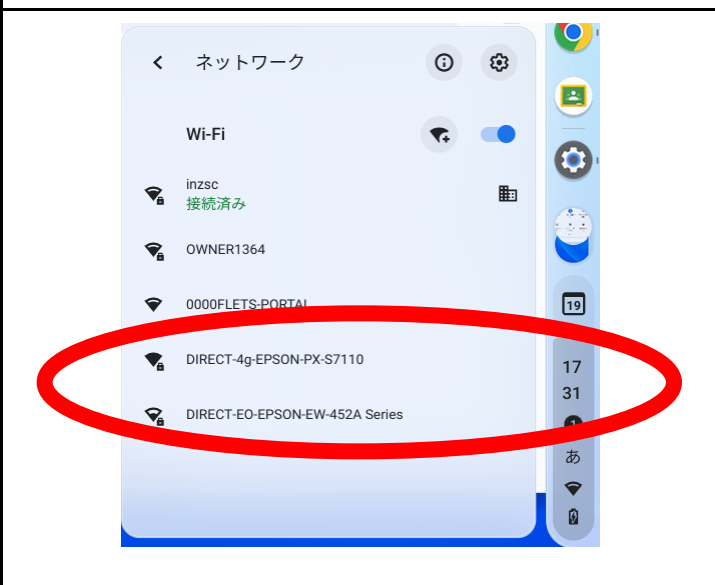 ネットワーク
Wi-Fi
inzsc
接続済み
OWNER1364
0000FLETS-PORTAL
DIRECT-4g-EPSON-PX-S7110
DIRECT-EO-EPSON-EW-452A Series
19
17
31
1
あ